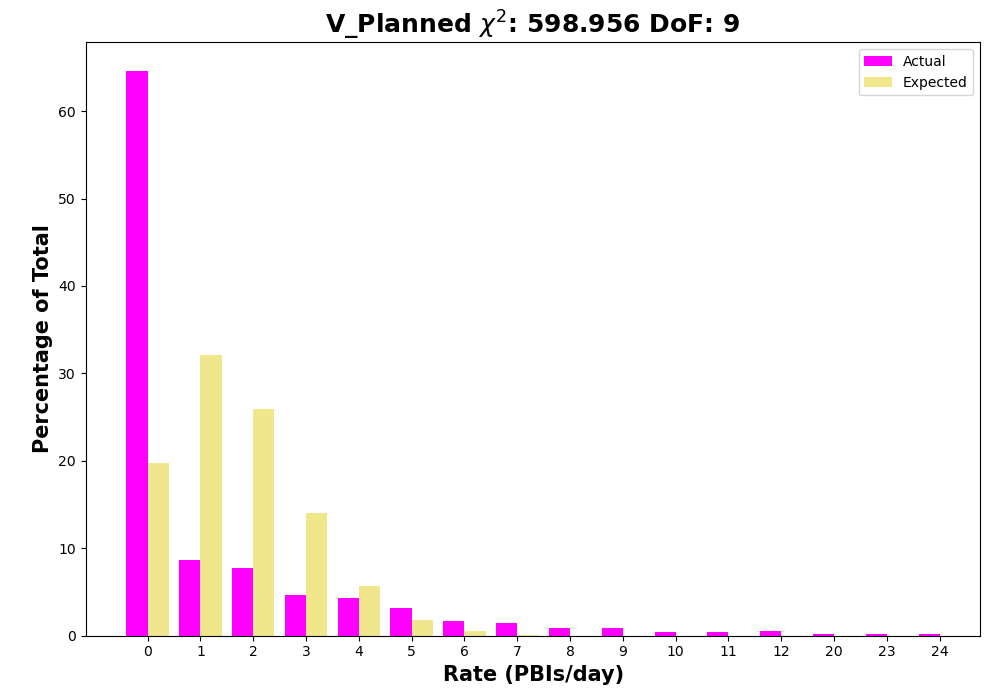 V_Planned χ²: 598.956 DoF: 9
Actual
Expected
Percentage of Total
60
50
40
30
20
10
0
0 1 2 3 4 5 6 7 8 9 10 11 12 20 23 24
Rate (PBIs/day)